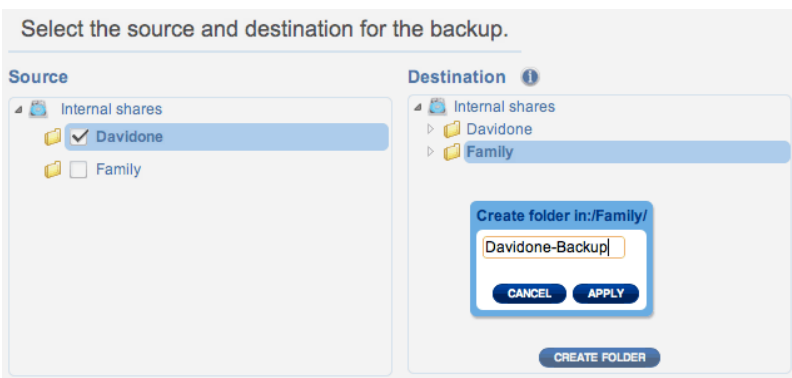 Select the source and destination for the backup.
Source
Internal shares
Davidone
Family
Destination i
Internal shares
Davidone
Family
Create folder in:/Family/
Davidone-Backup
CANCEL APPLY
CREATE FOLDER